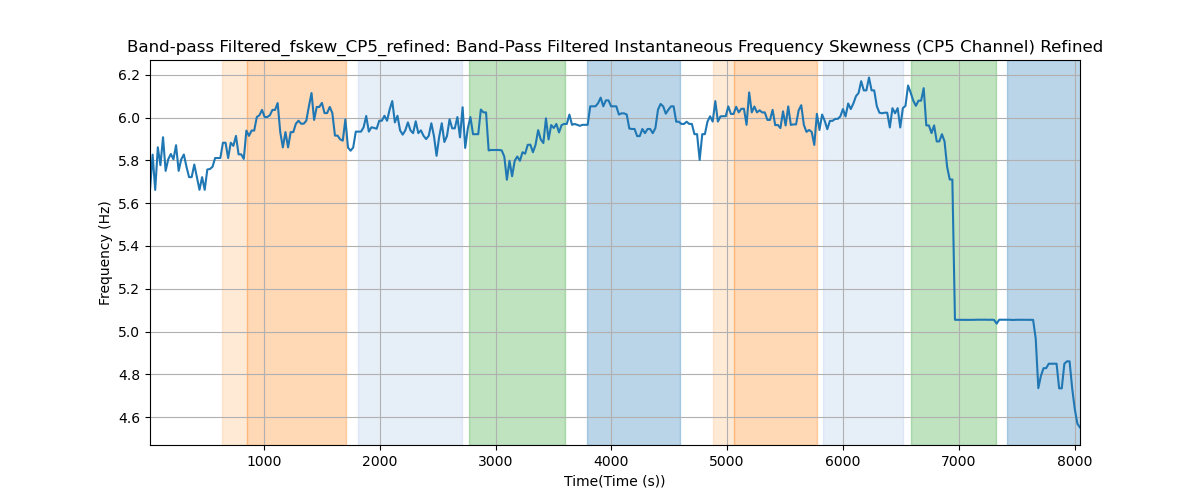 Band-pass Filtered_fskew_CP5_refined: Band-Pass Filtered Instantaneous Frequency Skewness (CP5 Channel) Refined
6.2
6.0
5.8
5.6
5.4
5.2
5.0
4.8
4.6
Frequency (Hz)
1000 2000 3000 4000 5000 6000 7000 8000
Time(Time (s))